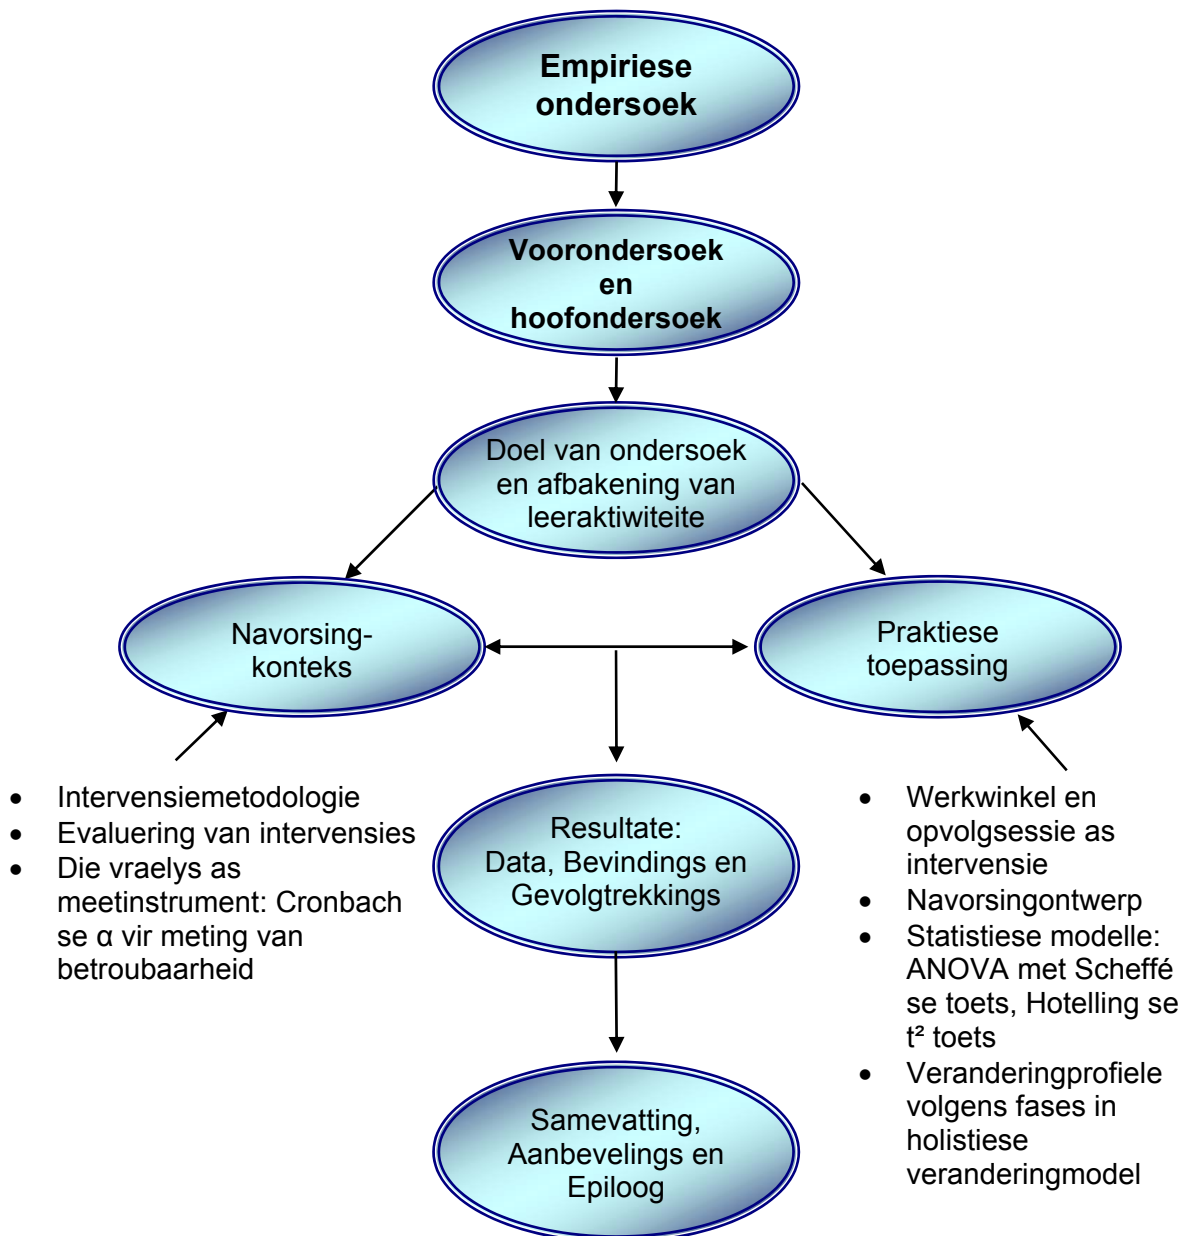 Empiriese
ondersoek
Voorondersoek
en
hoofondersoek
Doel van ondersoek
en afbakening van
leeraktiwiteite
Navorsing-
konteks
Praktiese
toepassing
• Intervensiemetodologie
• Evaluering van intervensies
• Die vraelys as
meetinstrument: Cronbach
se α vir meting van
betroubaarheid
Resultate:
Data, Bevindings en
Gevolgtrekkings
• Werkwinkel en
opvolgsessie as
intervensie
• Navorsingontwerp
• Statistiese modelle:
ANOVA met Scheffé
se toets, Hotelling se
t² toets
• Veranderingprofiele
volgens fases in
holistiese
veranderingmodel
Samevatting,
Aanbevelings en
Epiloog